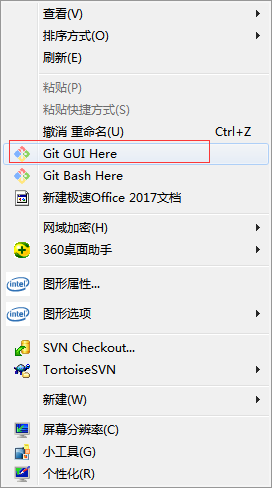 查看(V)
排序方式(O)
刷新(E)
粘贴(P)
粘贴快捷方式(S)
撤消 重命名(U) Ctrl+Z
Git GUI Here
Git Bash Here
新建极速Office 2017文档
网域加密(H)
360桌面助手
intel 图形属性...
intel 图形选项
SVN Checkout...
TortoiseSVN
新建(W)
屏幕分辨率(C)
小工具(G)
个性化(R)